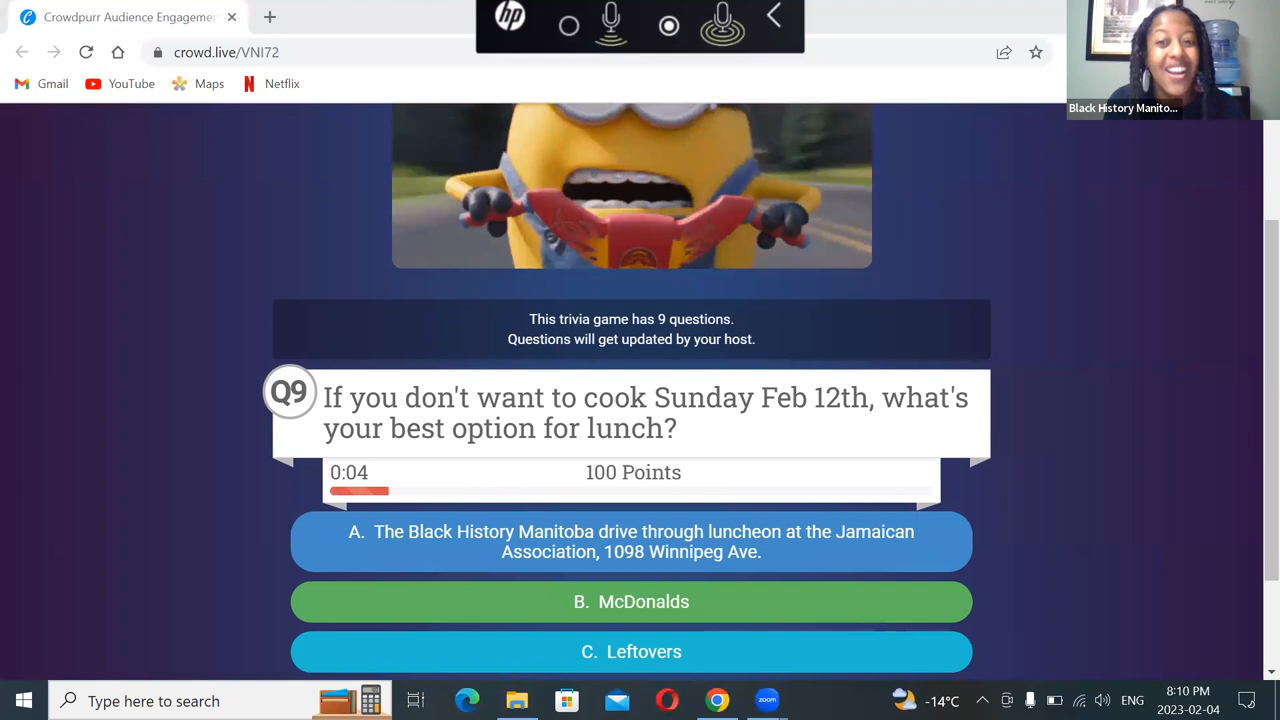 Crowdpurr Audience Engagemen
hp
crowd.live/VNI72
Gmail
YouTube
Maps
Netflix
Black History Manito...
This trivia game has 9 questions.
Questions will get updated by your host.
Q9
If you don't want to cook Sunday Feb 12th, what's
your best option for lunch?
0:04
100 Points
A. The Black History Manitoba drive through luncheon at the Jamaican
Association, 1098 Winnipeg Ave.
B. McDonalds
C. Leftovers
Type here to search
zoom
-14°C
ENG
8:10 PM
2023-02-04